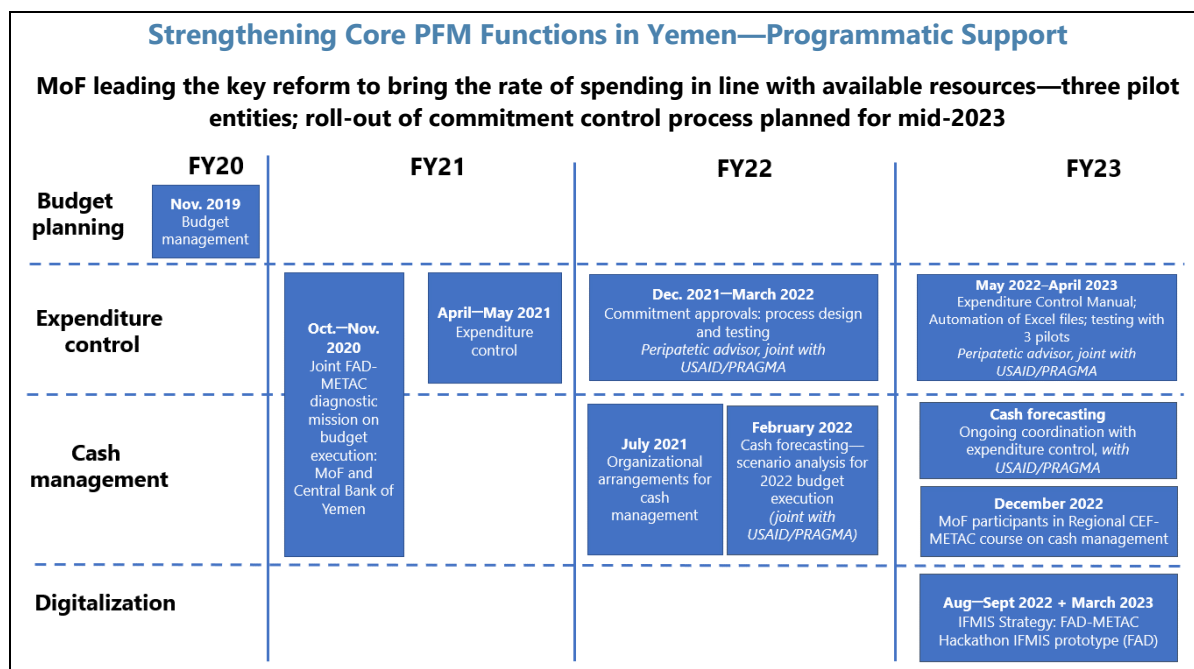 Strengthening Core PFM Functions in Yemen—Programmatic Support
MoF leading the key reform to bring the rate of spending in line with available resources—three pilot
entities; roll-out of commitment control process planned for mid-2023
FY20
FY21
FY22
FY23
Budget
planning
Nov. 2019
Budget
management
Expenditure
control
Oct.—Nov.
2020
Joint FAD-
METAC
diagnostic
mission on
budget
execution:
MoF and
Central Bank of
Yemen
April—May 2021
Expenditure
control
Dec. 2021—March 2022
Commitment approvals: process design
and testing
Peripatetic advisor, joint with
USAID/PRAGMA
May 2022–April 2023
Expenditure Control Manual;
Automation of Excel files; testing with
3 pilots
Peripatetic advisor, joint with
USAID/PRAGMA
Cash
management
July 2021
Organizational
arrangements for
cash
management
February 2022
Cash forecasting—
scenario analysis for
2022 budget
execution
(joint with
USAID/PRAGMA)
Cash forecasting
Ongoing coordination with
expenditure control, with
USAID/PRAGMA
December 2022
MoF participants in Regional CEF-
METAC course on cash management
Digitalization
Aug—Sept 2022 + March 2023
IFMIS Strategy: FAD-METAC
Hackathon IFMIS prototype (FAD)